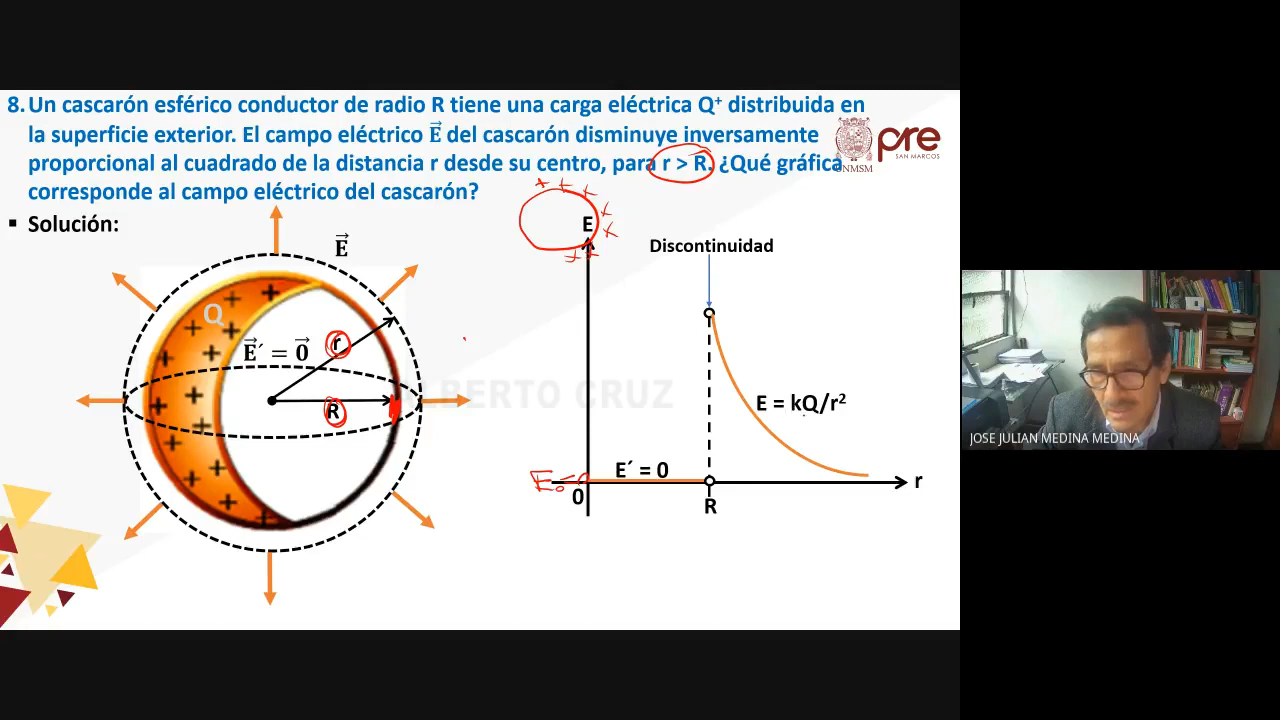 8. Un cascarón esférico conductor de radio R tiene una carga eléctrica Q⁺ distribuida en
la superficie exterior. El campo eléctrico E⃗ del cascarón disminuye inversamente
proporcional al cuadrado de la distancia r desde su centro, para r > R. ¿Qué gráfica
corresponde al campo eléctrico del cascarón?
pre
SAN MARCOS
UNMSM
▪ Solución:
E⃗
Q
E⃗´ = 0⃗
r
R
E
Discontinuidad
ALBERTO CRUZ
E = kQ/r²
E´ = 0
0
R
r
JOSE JULIAN MEDINA MEDINA